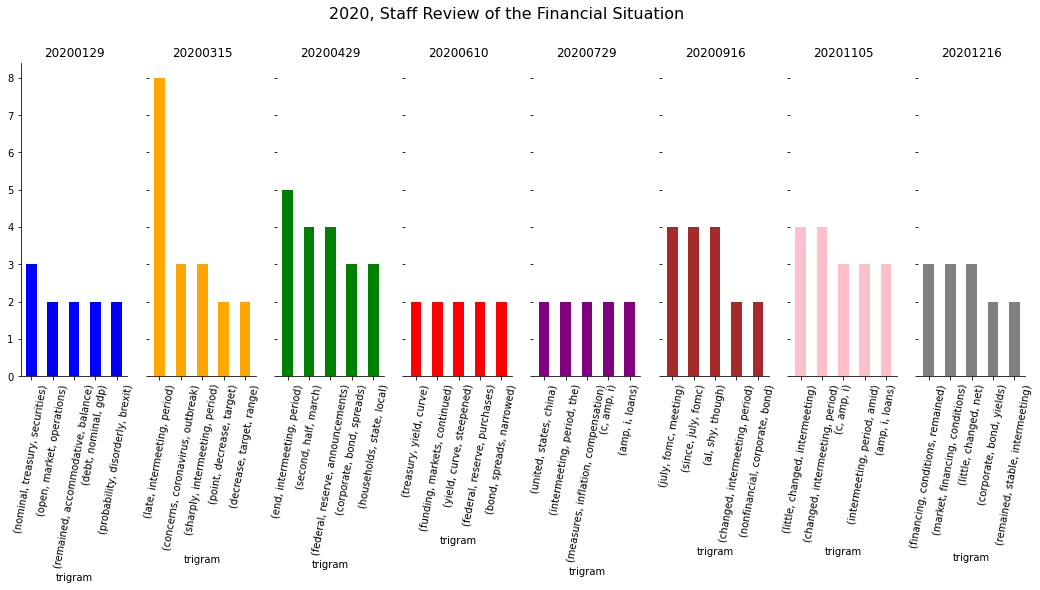 2020, Staff Review of the Financial Situation
20200129
20200315
20200429
20200610
20200729
20200916
20201105
20201216
8
7
6
5
4
3
2
1
0
(nominal, treasury, securities)
(open, market, operations)
(remained, accommodative, balance)
(debt, nominal, gdp)
(probability, disorderly, brexit)
trigram
(late, intermeeting, period)
(concerns, coronavirus, outbreak)
(sharply, intermeeting, period)
(point, decrease, target)
(decrease, target, range)
trigram
(end, intermeeting, period)
(second, half, march)
(federal, reserve, announcements)
(corporate, bond, spreads)
(households, state, local)
trigram
(treasury, yield, curve)
(funding, markets, continued)
(yield, curve, steepened)
(federal, reserve, purchases)
(bond, spreads, narrowed)
trigram
(united, states, china)
(intermeeting, period, the)
(measures, inflation, compensation)
(c, amp, i)
(amp, i, loans)
trigram
(july, fomc, meeting)
(since, july, fomc)
(al, shy, though)
(changed, intermeeting, period)
(nonfinancial, corporate, bond)
trigram
(little, changed, intermeeting)
(changed, intermeeting, period)
(c, amp, i)
(intermeeting, period, amid)
(amp, i, loans)
trigram
(financing, conditions, remained)
(market, financing, conditions)
(little, changed, net)
(corporate, bond, yields)
(remained, stable, intermeeting)
trigram